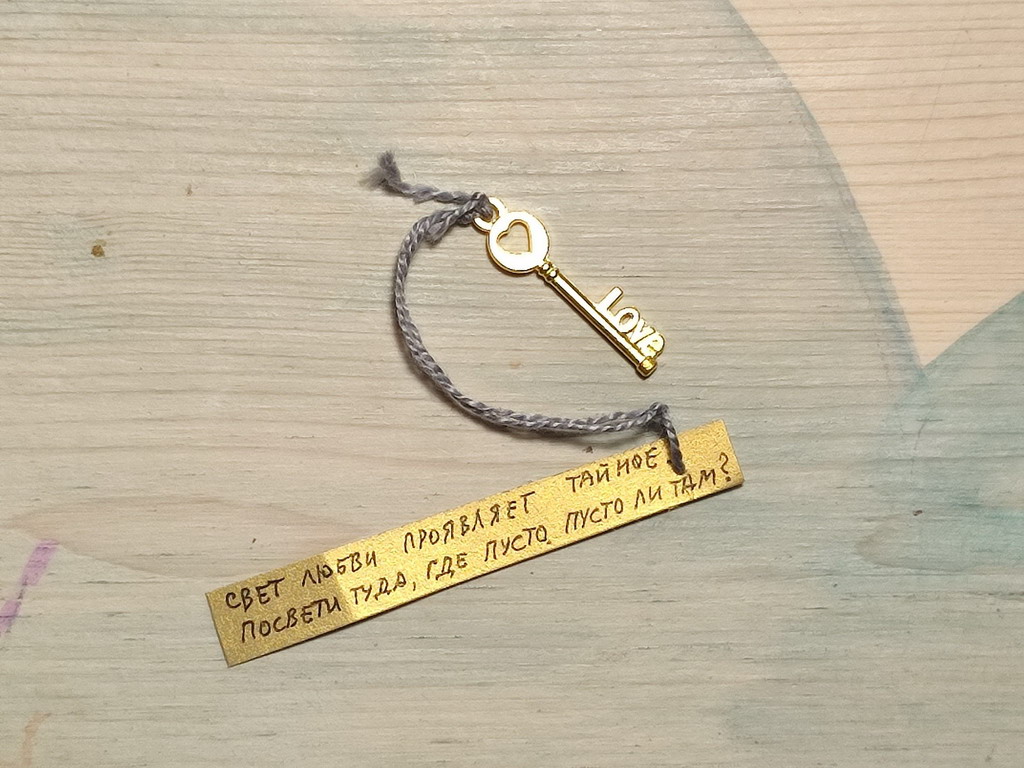 Love
СВЕТ ЛЮБВИ ПРОЯВЛЯЕТ ТАЙНОЕ.
ПОСВЕТИ ТУДА, ГДЕ ПУСТО. ПУСТО ЛИ ТАМ?